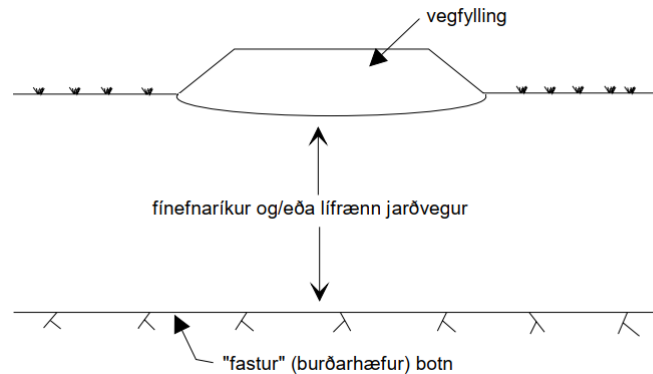 vegfylling
fínefnaríkur og/eða lífrænn jarðvegur
"fastur" (burðarhæfur) botn